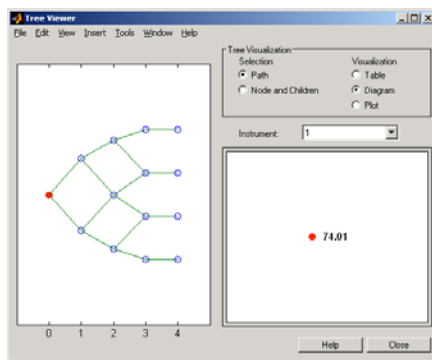 Tree Viewer
File Edit View Insert Tools Window Help
Tree Visualization
Selection
Visualization
Path
Table
Node and Children
Diagram
Plot
Instrument:
1
74.01
0 1 2 3 4
Help
Close